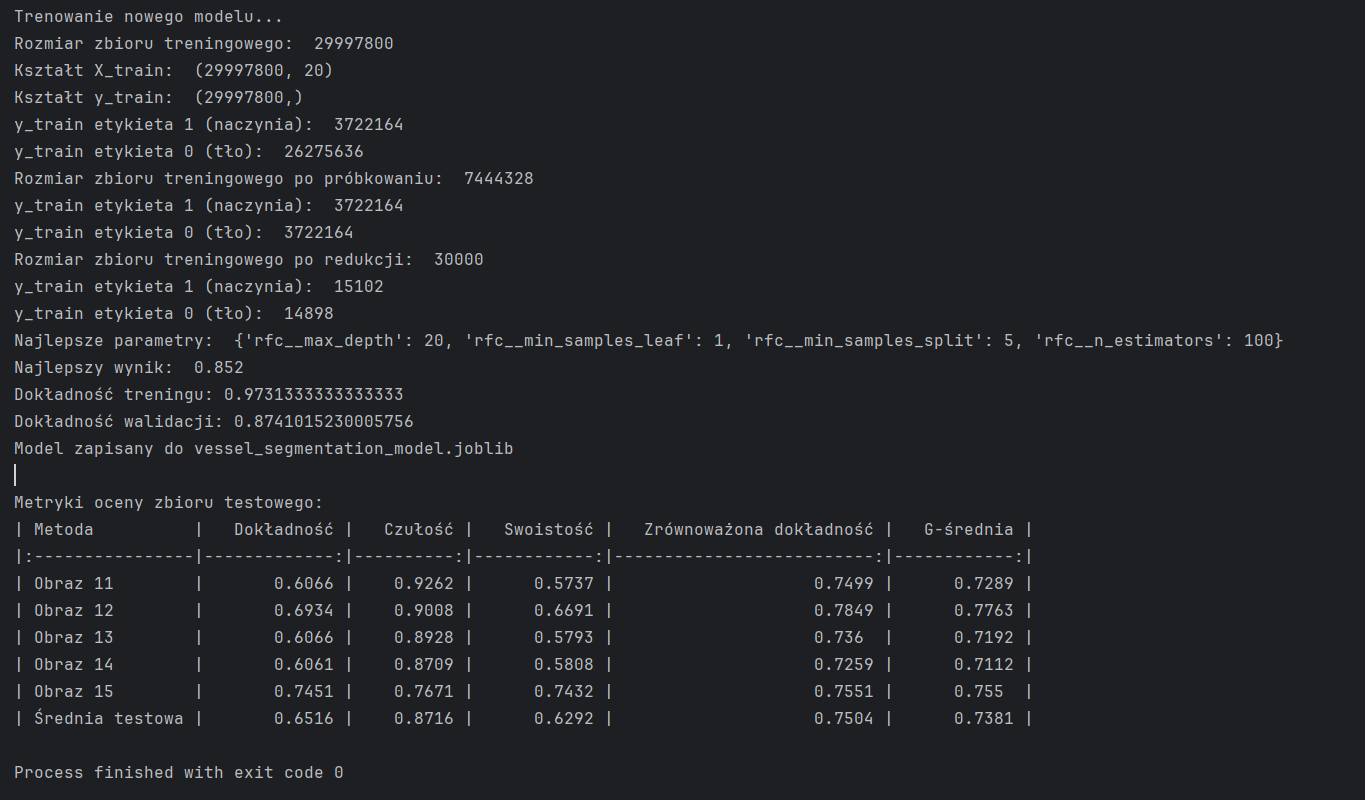 Trenowanie nowego modelu...
Rozmiar zbioru treningowego:  29997800
Kształt X_train:  (29997800, 20)
Kształt y_train:  (29997800,)
y_train etykieta 1 (naczynia):  3722164
y_train etykieta 0 (tło):  26275636
Rozmiar zbioru treningowego po próbkowaniu:  7444328
y_train etykieta 1 (naczynia):  3722164
y_train etykieta 0 (tło):  3722164
Rozmiar zbioru treningowego po redukcji:  30000
y_train etykieta 1 (naczynia):  15102
y_train etykieta 0 (tło):  14898
Najlepsze parametry:  {'rfc__max_depth': 20, 'rfc__min_samples_leaf': 1, 'rfc__min_samples_split': 5, 'rfc__n_estimators': 100}
Najlepszy wynik:  0.852
Dokładność treningu: 0.9731333333333333
Dokładność walidacji: 0.8741015230005756
Model zapisany do vessel_segmentation_model.joblib
Metryki oceny zbioru testowego:
| Metoda          |   Dokładność |   Czułość |   Swoistość |   Zrównoważona dokładność |   G-średnia |
|:----------------|-------------:|----------:|------------:|--------------------------:|------------:|
| Obraz 11        |       0.6066 |    0.9262 |      0.5737 |                    0.7499 |      0.7289 |
| Obraz 12        |       0.6934 |    0.9008 |      0.6691 |                    0.7849 |      0.7763 |
| Obraz 13        |       0.6066 |    0.8928 |      0.5793 |                    0.736  |      0.7192 |
| Obraz 14        |       0.6061 |    0.8709 |      0.5808 |                    0.7259 |      0.7112 |
| Obraz 15        |       0.7451 |    0.7671 |      0.7432 |                    0.7551 |      0.755  |
| Średnia testowa |       0.6516 |    0.8716 |      0.6292 |                    0.7504 |      0.7381 |
Process finished with exit code 0